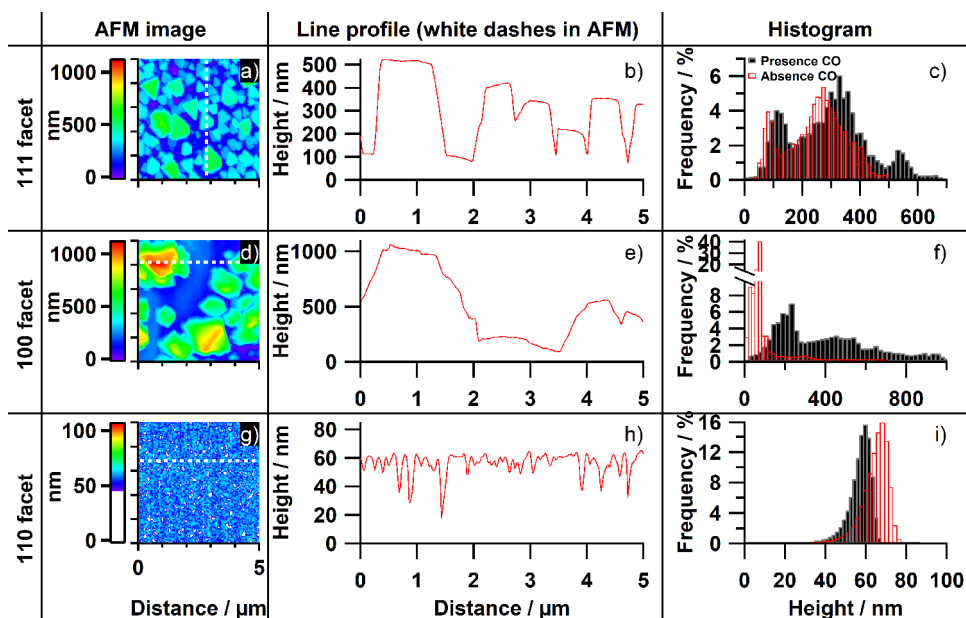 AFM image
Line profile (white dashes in AFM)
Histogram
111 facet
1000
500
0
nm
a)
Height / nm
500
400
300
200
100
0
b)
0 1 2 3 4 5
Frequency / %
6
4
2
0
Presence CO
Absence CO
c)
0 200 400 600
100 facet
1000
500
0
nm
d)
Height / nm
1000
500
0
e)
0 1 2 3 4 5
Frequency / %
40
30
20
8
6
4
2
0
f)
0 400 800
110 facet
100
50
0
nm
g)
0 5
Distance / µm
Height / nm
80
60
40
20
0
h)
0 1 2 3 4 5
Distance / µm
Frequency / %
16
12
8
4
0
i)
0 20 40 60 80 100
Height / nm